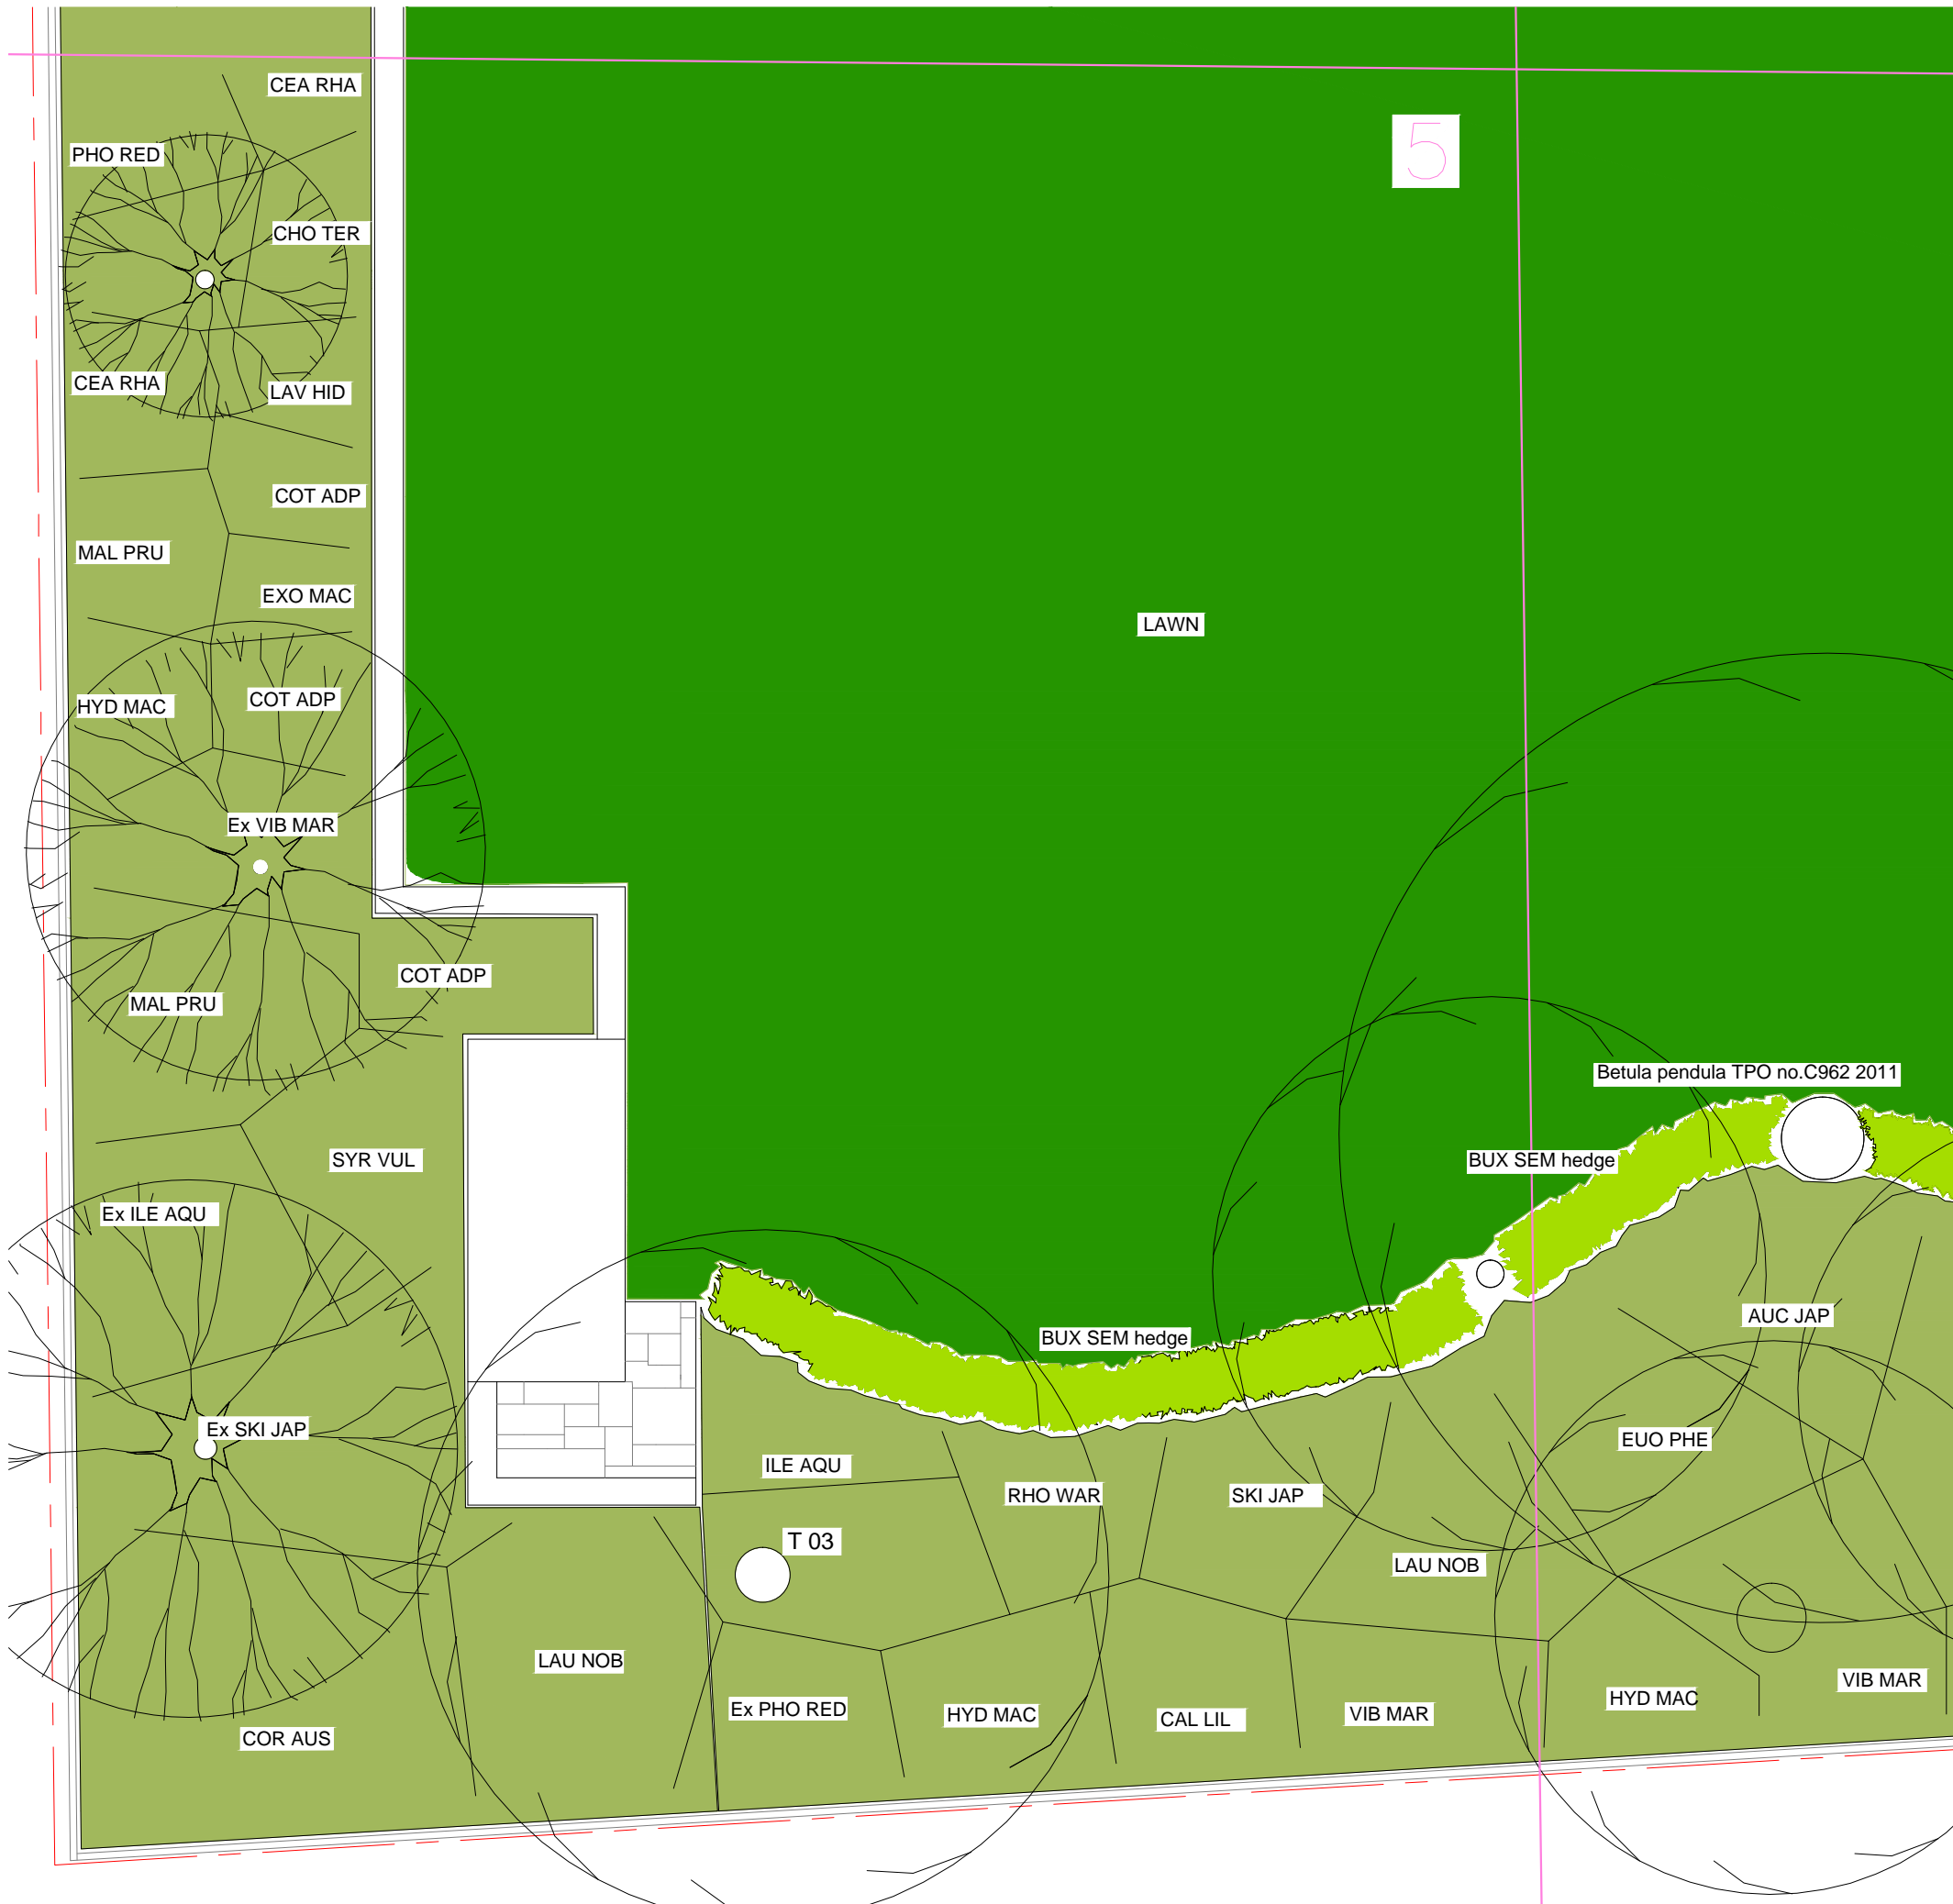 CEA RHA
5
PHO RED
CHO TER
CEA RHA
LAV HID
COT ADP
MAL PRU
EXO MAC
LAWN
HYD MAC
COT ADP
Ex VIB MAR
COT ADP
MAL PRU
Betula pendula TPO no.C962 2011
SYR VUL
BUX SEM hedge
Ex ILE AQU
AUC JAP
BUX SEM hedge
Ex SKI JAP
EUO PHE
ILE AQU
RHO WAR
SKI JAP
T 03
LAU NOB
LAU NOB
VIB MAR
HYD MAC
Ex PHO RED
HYD MAC
CAL LIL
VIB MAR
COR AUS